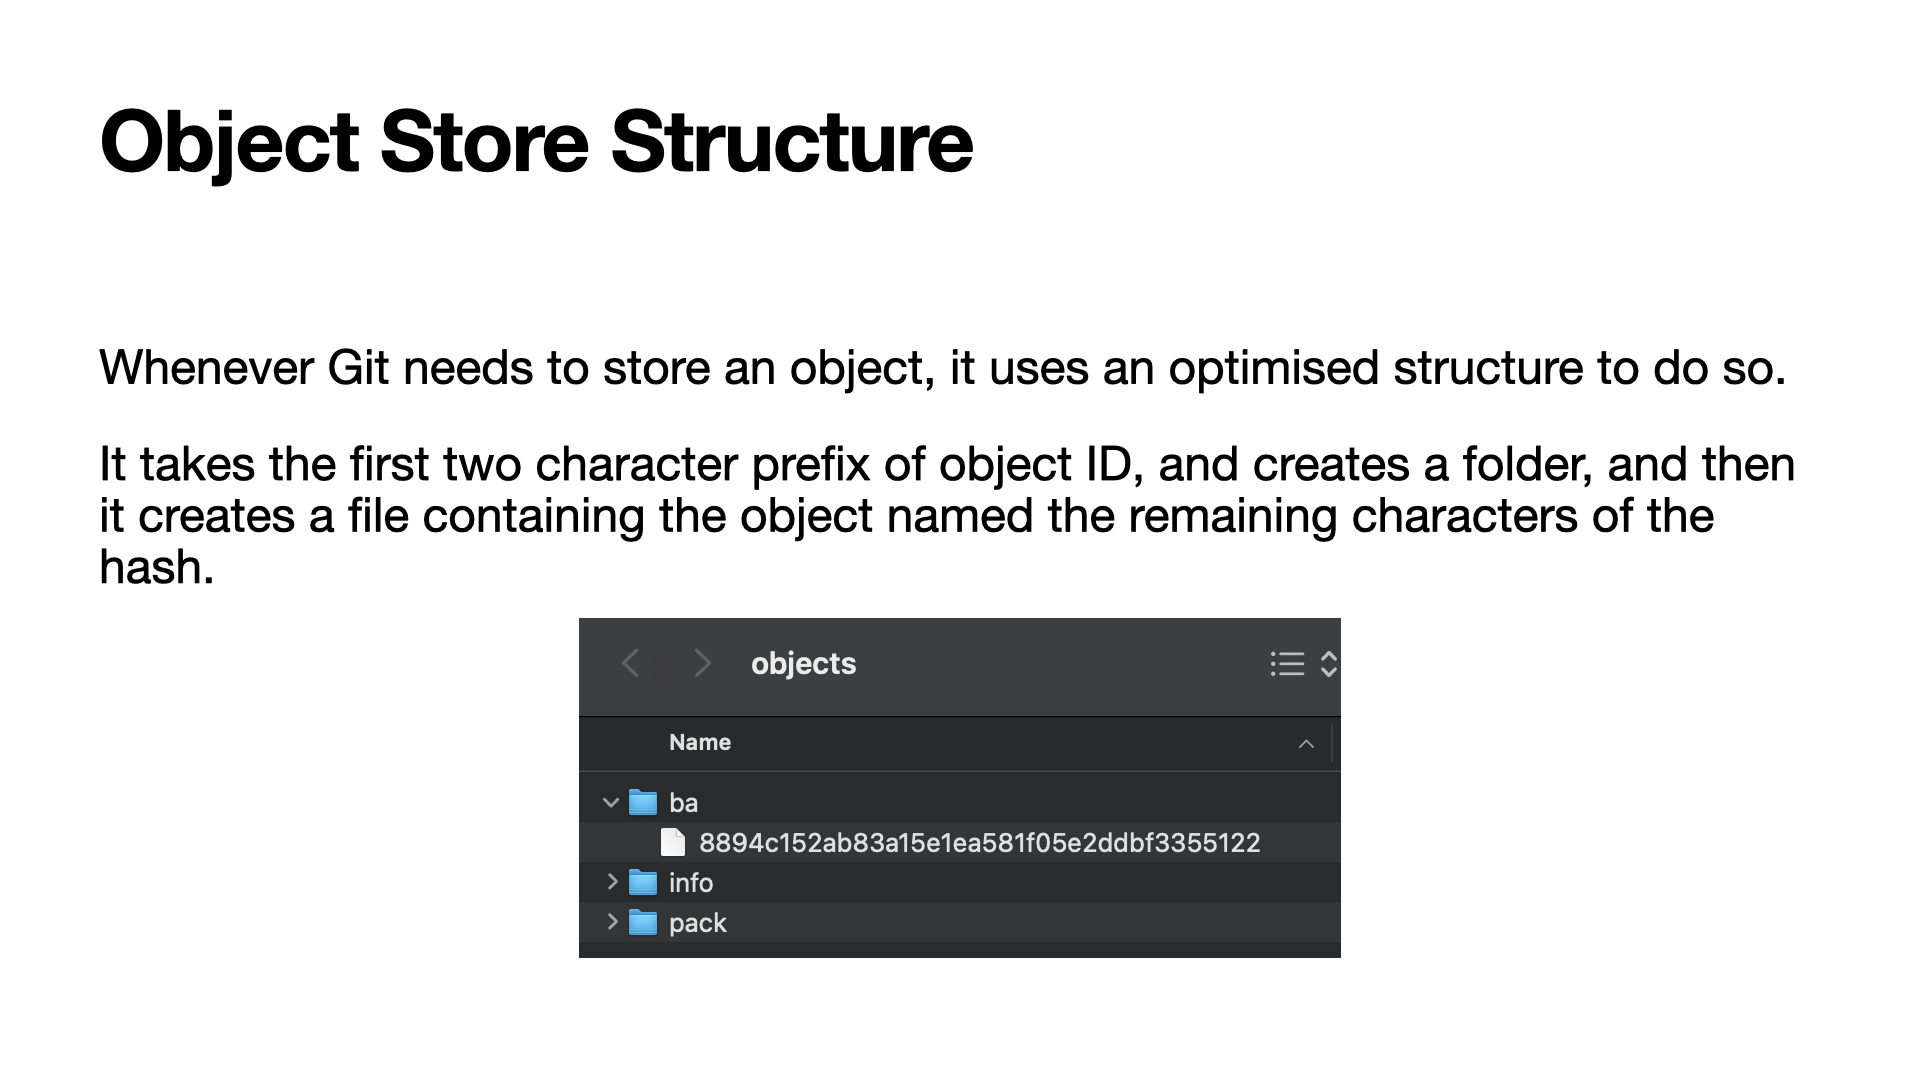 Object Store Structure
Whenever Git needs to store an object, it uses an optimised structure to do so.
It takes the first two character prefix of object ID, and creates a folder, and then
it creates a file containing the object named the remaining characters of the
hash.
objects
Name
ba
8894c152ab83a15e1ea581f05e2ddbf3355122
info
pack